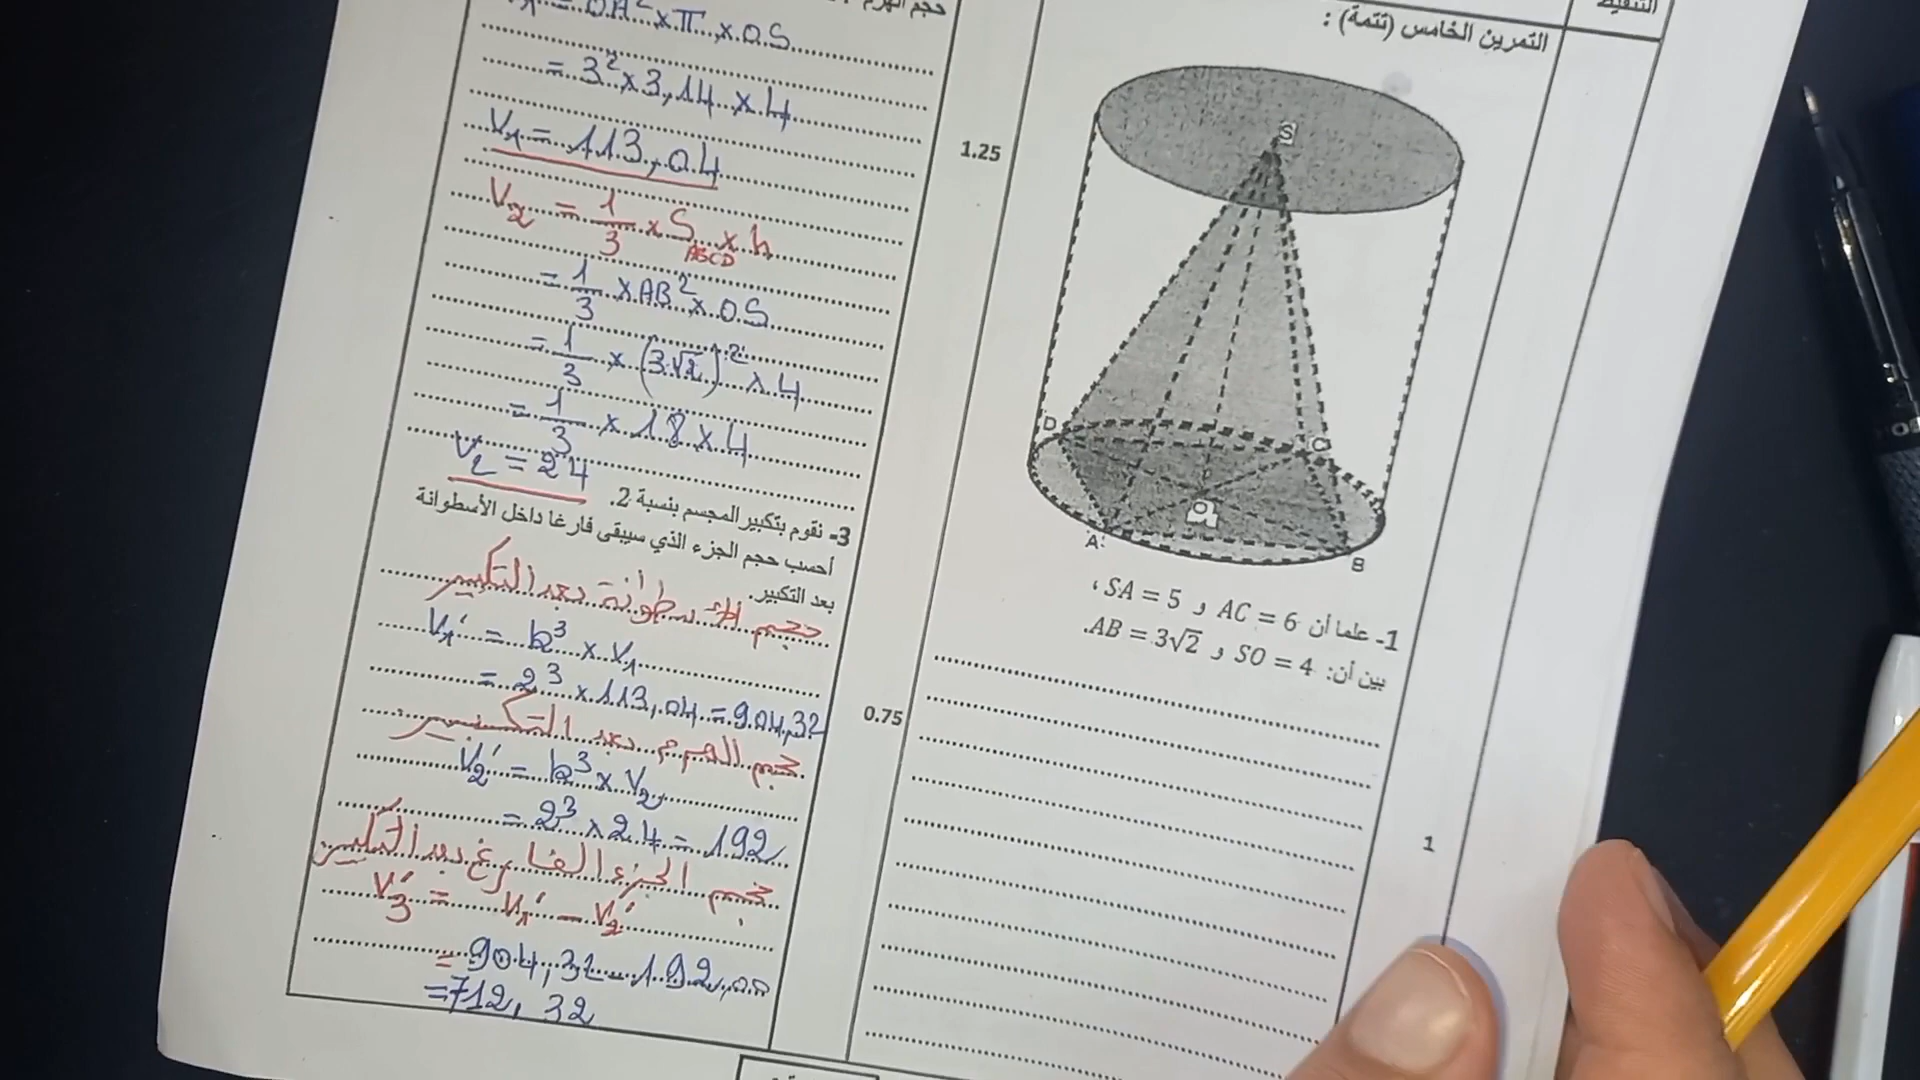 التنقيط
التمرين الخامس (تتمة) :
S
D
C
O
A
B
1- علما أن AC = 6 و SA = 5 ،
بين أن: SO = 4 و AB = 3√2.
1
1.25
0.75
حجم الهرم
= OA² x π x OS
= 3² x 3,14 x 4
V₁ = 113,04
V₂ = 1/3 x S ABCD x h
= 1/3 x AB² x OS
= 1/3 x (3√2)² x 4
= 1/3 x 18 x 4
V₂ = 24
3- نقوم بتكبير المجسم بنسبة 2.
أحسب حجم الجزء الذي سيبقى فارغا داخل الأسطوانة
بعد التكبير.
حجم الأسطوانة بعد التكبير
V₁' = k³ x V₁
= 2³ x 113,04 = 904,32
حجم الهرم بعد التكبير
V₂' = k³ x V₂
= 2³ x 24 = 192
حجم الجزء الفارغ بعد التكبير
V₃' = V₁' − V₂'
= 904,32 − 192,00
= 712,32